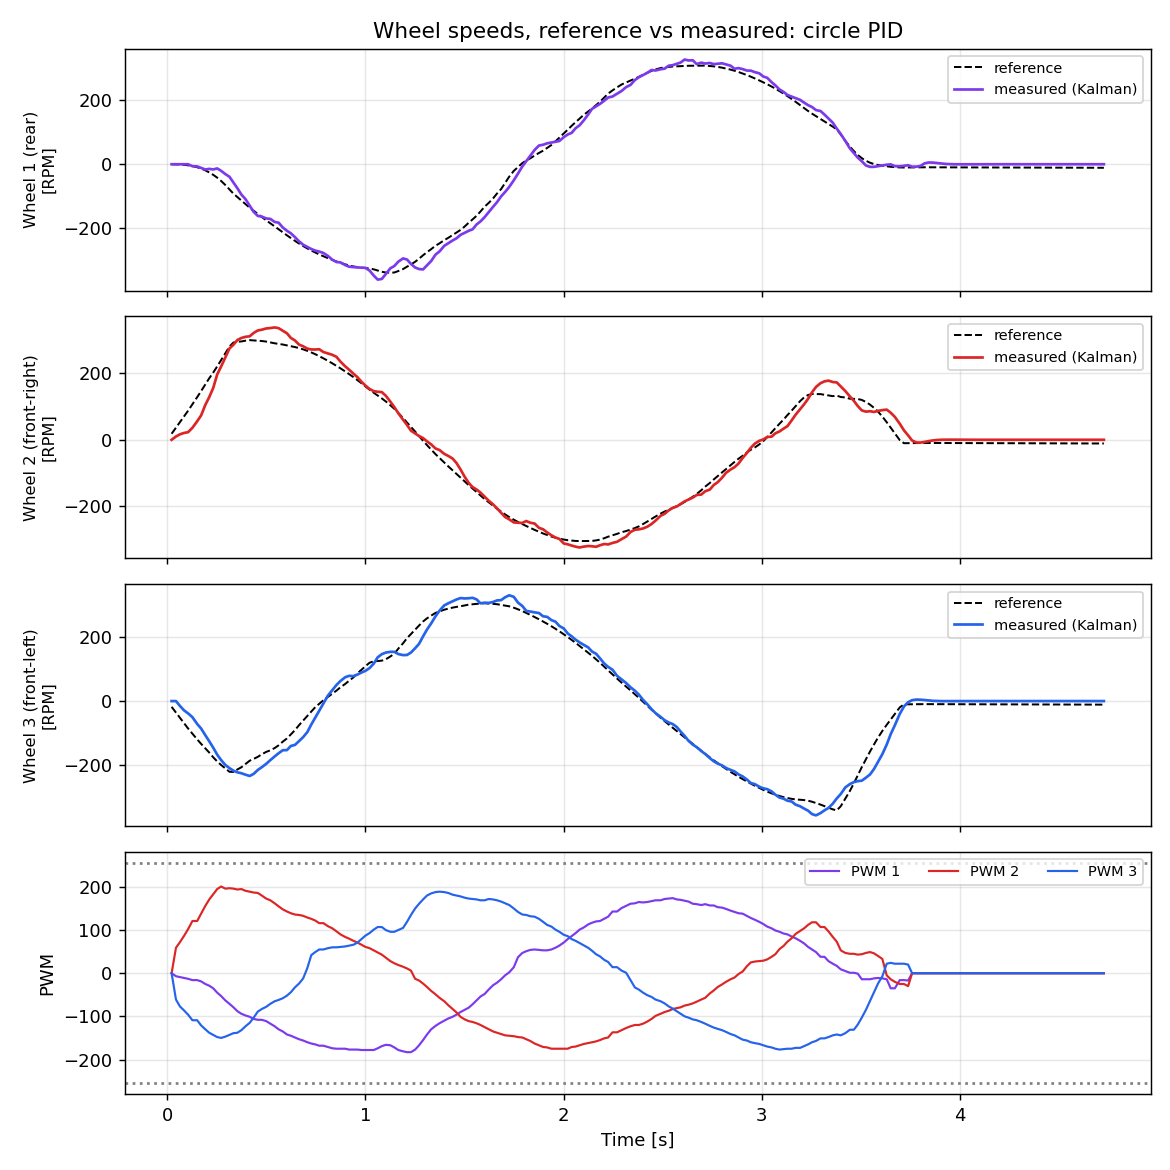 Wheel speeds, reference vs measured: circle PID
Wheel 1 (rear)
[RPM]
200
0
−200
reference
measured (Kalman)
Wheel 2 (front-right)
[RPM]
200
0
−200
reference
measured (Kalman)
Wheel 3 (front-left)
[RPM]
200
0
−200
reference
measured (Kalman)
PWM
200
100
0
−100
−200
PWM 1 PWM 2 PWM 3
0 1 2 3 4
Time [s]